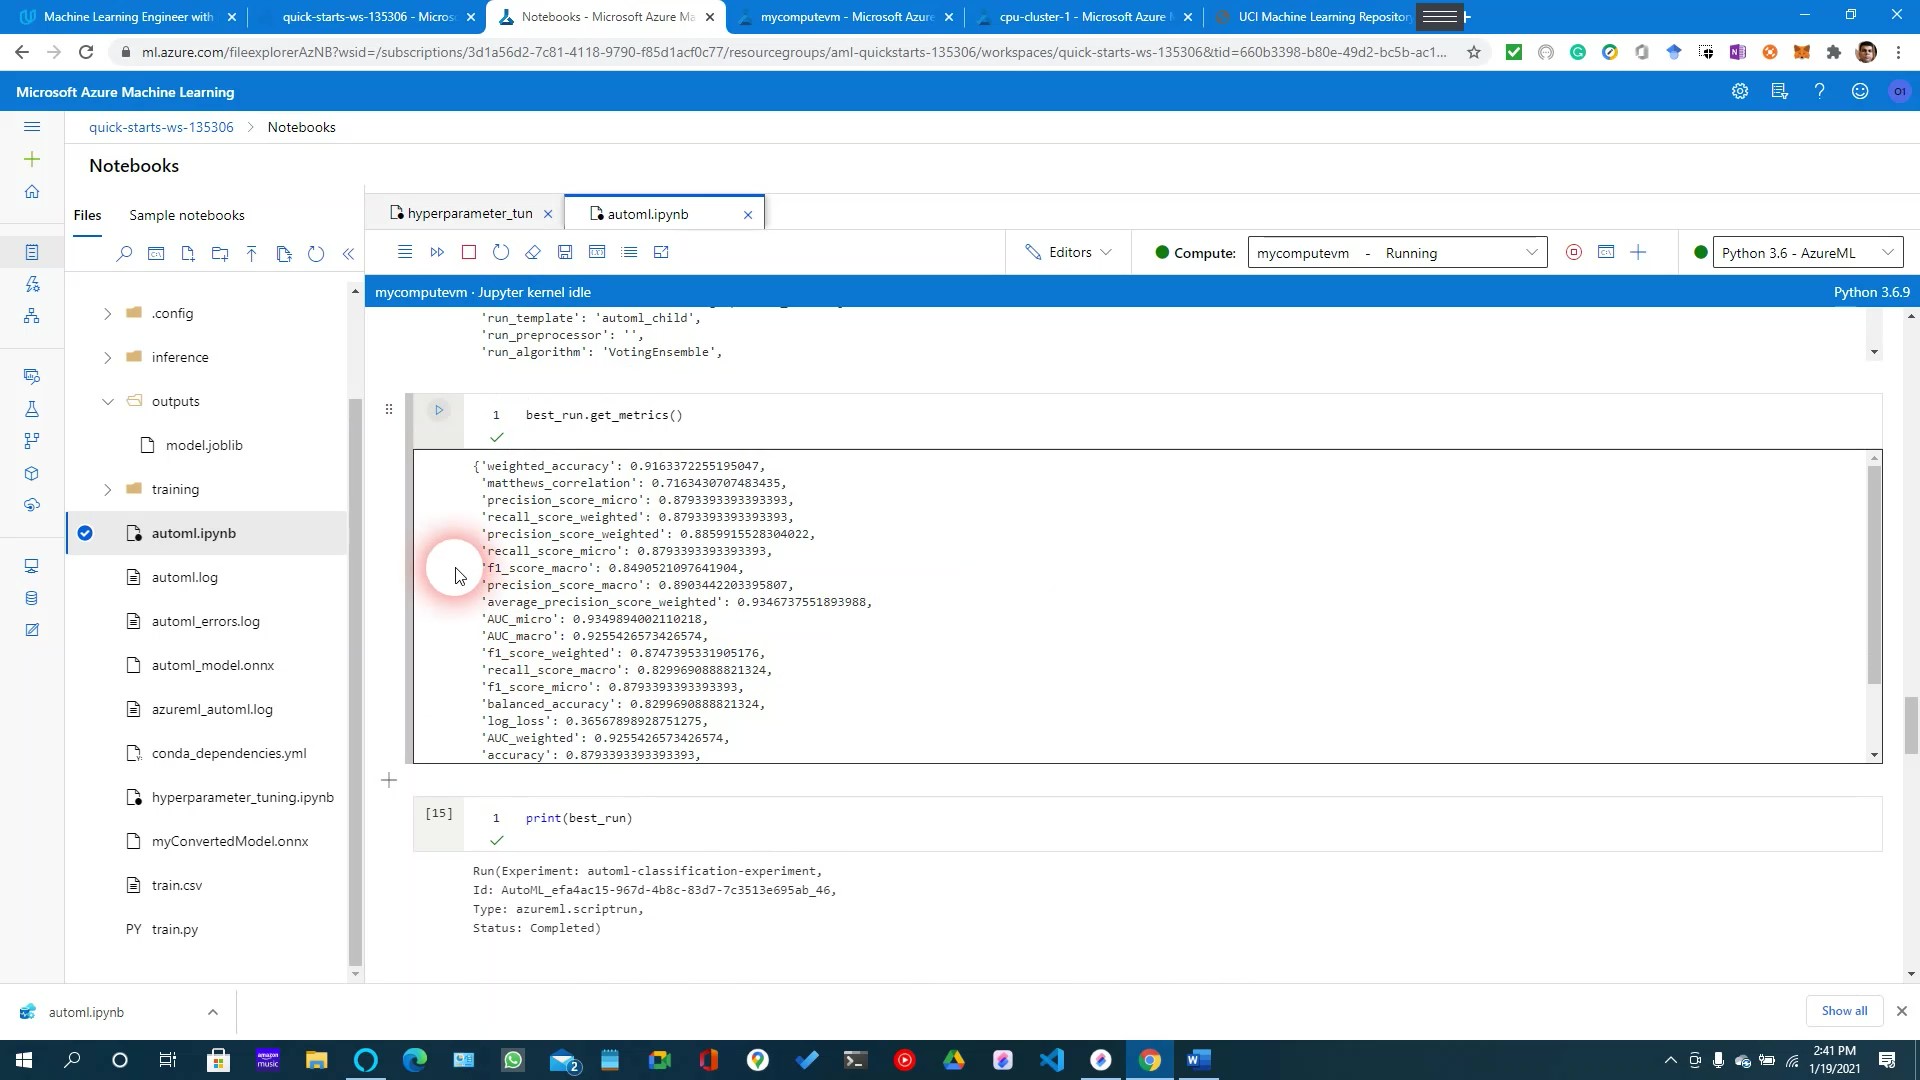 Machine Learning Engineer with
quick-starts-ws-135306 - Micros
Notebooks - Microsoft Azure Ma
mycomputevm - Microsoft Azure
cpu-cluster-1 - Microsoft Azure
UCI Machine Learning Repository
ml.azure.com/fileexplorerAzNB?wsid=/subscriptions/3d1a56d2-7c81-4118-9790-f85d1acf0c77/resourcegroups/aml-quickstarts-135306/workspaces/quick-starts-ws-135306&tid=660b3398-b80e-49d2-bc5b-ac1...
Microsoft Azure Machine Learning
O1
quick-starts-ws-135306 > Notebooks
Notebooks
Files
Sample notebooks
hyperparameter_tun
automl.ipynb
Editors
Compute:
mycomputevm - Running
Python 3.6 - AzureML
mycomputevm · Jupyter kernel idle
Python 3.6.9
.config
inference
outputs
model.joblib
training
automl.ipynb
automl.log
automl_errors.log
automl_model.onnx
azureml_automl.log
conda_dependencies.yml
hyperparameter_tuning.ipynb
myConvertedModel.onnx
train.csv
PY train.py
'run_template': 'automl_child',
'run_preprocessor': '',
'run_algorithm': 'VotingEnsemble',
1 best_run.get_metrics()
{'weighted_accuracy': 0.9163372255195047,
'matthews_correlation': 0.7163430707483435,
'precision_score_micro': 0.8793393393393393,
'recall_score_weighted': 0.8793393393393393,
'precision_score_weighted': 0.8859915528304022,
'recall_score_micro': 0.8793393393393393,
'f1_score_macro': 0.8490521097641904,
'precision_score_macro': 0.8903442203395807,
'average_precision_score_weighted': 0.9346737551893988,
'AUC_micro': 0.9349894002110218,
'AUC_macro': 0.9255426573426574,
'f1_score_weighted': 0.8747395331905176,
'recall_score_macro': 0.8299690888821324,
'f1_score_micro': 0.8793393393393393,
'balanced_accuracy': 0.8299690888821324,
'log_loss': 0.36567898928751275,
'AUC_weighted': 0.9255426573426574,
'accuracy': 0.8793393393393393,
[15]
1 print(best_run)
Run(Experiment: automl-classification-experiment,
Id: AutoML_efa4ac15-967d-4b8c-83d7-7c3513e695ab_46,
Type: azureml.scriptrun,
Status: Completed)
automl.ipynb
Show all
2:41 PM
1/19/2021